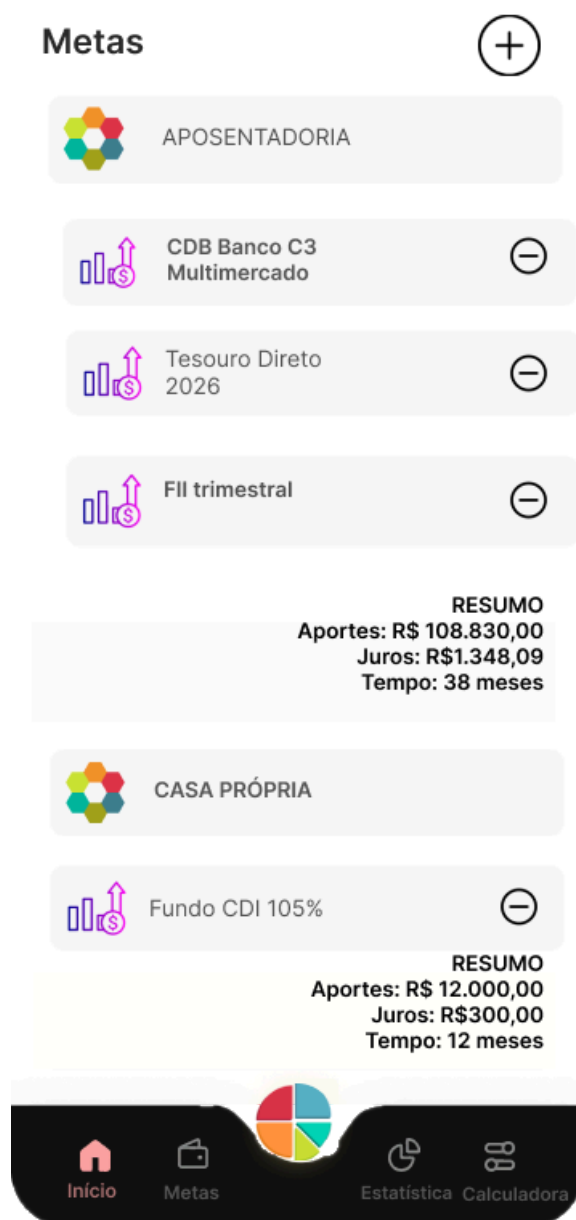 Metas
APOSENTADORIA
CDB Banco C3
Multimercado
Tesouro Direto
2026
FII trimestral
RESUMO
Aportes: R$ 108.830,00
Juros: R$1.348,09
Tempo: 38 meses
CASA PRÓPRIA
Fundo CDI 105%
RESUMO
Aportes: R$ 12.000,00
Juros: R$300,00
Tempo: 12 meses
Início Metas Estatística Calculadora